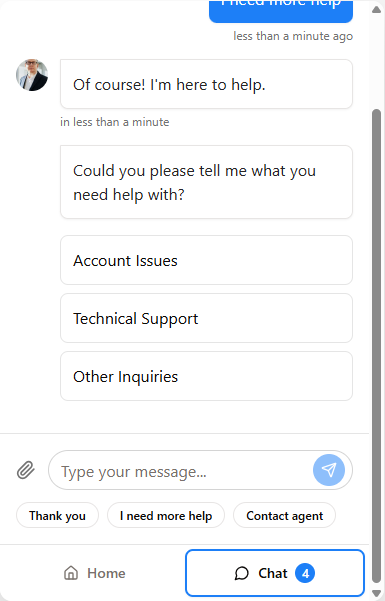 I need more help
less than a minute ago
Of course! I'm here to help.
in less than a minute
Could you please tell me what you
need help with?
Account Issues
Technical Support
Other Inquiries
Type your message...
Thank you
I need more help
Contact agent
Home
Chat 4